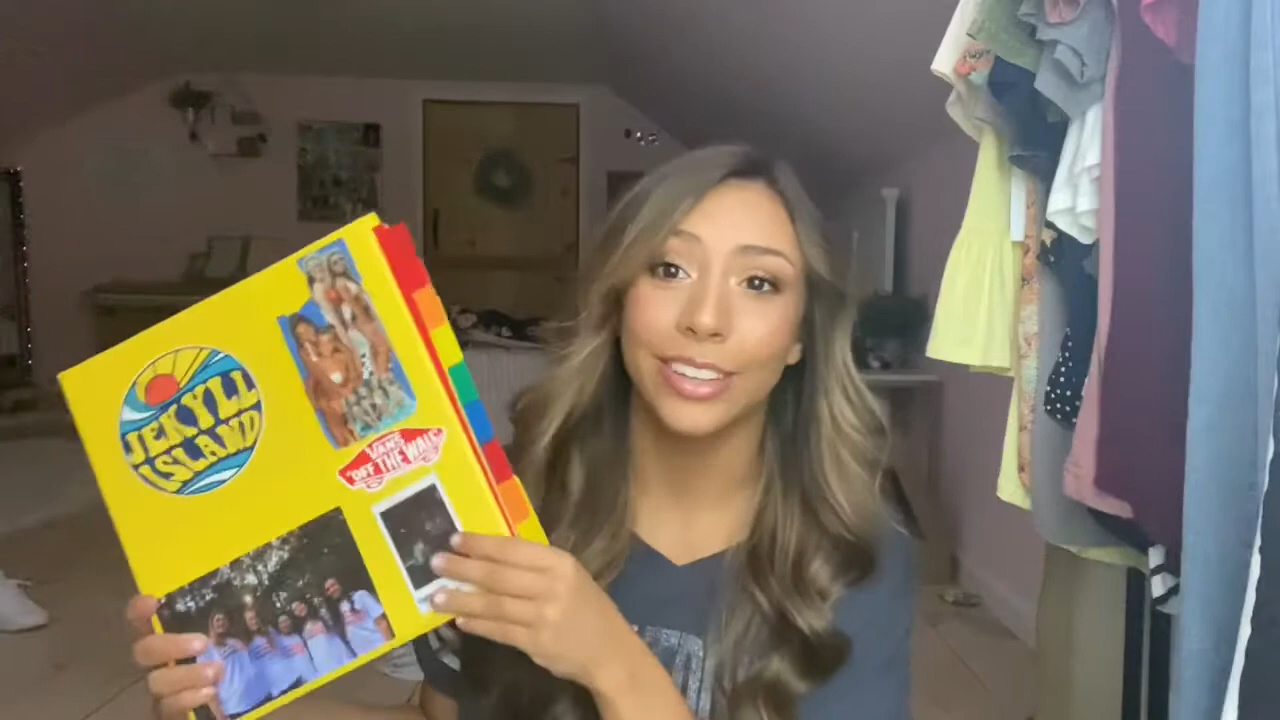 JEKYLL
ISLAND
VANS
"OFF THE WALL"